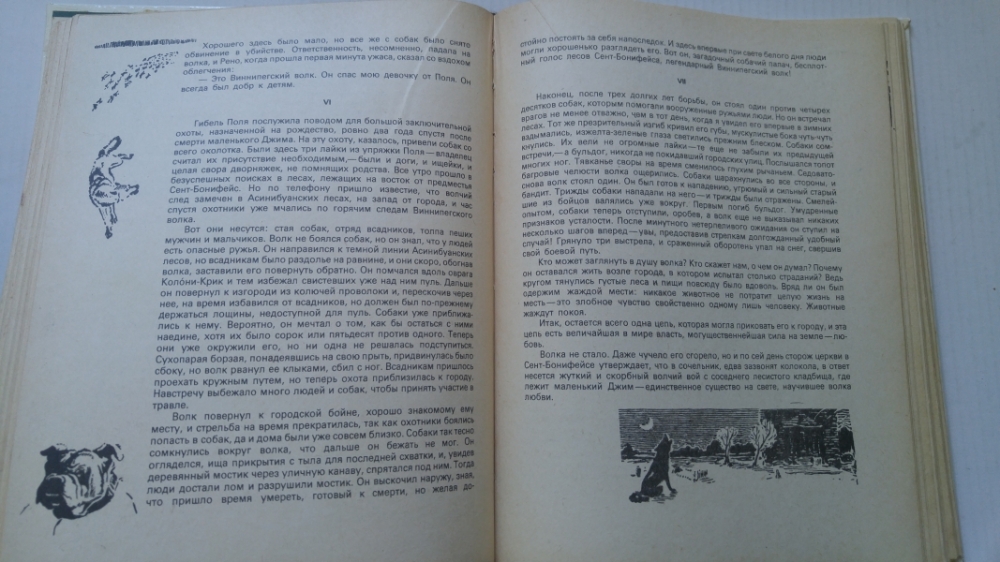 Хорошего здесь было мало, но все же с собак было снято
обвинение в убийстве. Ответственность, несомненно, падала на
волка, и Рено, когда прошла первая минута ужаса, сказал со вздохом
облегчения:
— Это Виннипегский волк. Он спас мою девочку от Поля. Он
всегда был добр к детям.
VI
Гибель Поля послужила поводом для большой заключительной
охоты, назначенной на рождество, ровно два года спустя после
смерти маленького Джима. На эту охоту, казалось, привели собак со
всего околотка. Были здесь три лайки из упряжки Поля — владелец
считал их присутствие необходимым,— были и доги, и ищейки, и
целая свора дворняжек, не помнящих родства. Все утро прошло в
безуспешных поисках в лесах, лежащих на восток от предместья
Сент-Бонифейс. Но по телефону пришло известие, что волчий
след замечен в Асинибуанских лесах, на запад от города, и час
спустя охотники уже мчались по горячим следам Виннипегского
волка.
Вот они несутся: стая собак, отряд всадников, толпа пеших
мужчин и мальчиков. Волк не боялся собак, но он знал, что у людей
есть опасные ружья. Он направился к темной линии Асинибуанских
лесов, но всадникам было раздолье на равнине, и они скоро, обогнав
волка, заставили его повернуть обратно. Он помчался вдоль оврага
Колони-Крик и тем избежал свистевших уже над ним пуль. Дальше
он повернул к изгороди из колючей проволоки и, перескочив через
нее, на время избавился от всадников, но должен был по-прежнему
держаться лощины, недоступной для пуль. Собаки уже приближа-
лись к нему. Вероятно, он мечтал о том, как бы остаться с ними
наедине, хотя их было сорок или пятьдесят против одного. Теперь
они уже окружили его, но ни одна не решалась подступиться.
Сухопарая борзая, понадеявшись на свою прыть, придвинулась было
сбоку, но волк рванул ее клыками, сбил с ног. Всадникам пришлось
проехать кружным путем, но теперь охота приблизилась к городу.
Навстречу выбежало много людей и собак, чтобы принять участие в
травле.
Волк повернул к городской бойне, хорошо знакомому ему
месту, и стрельба на время прекратилась, так как охотники боялись
попасть в собак, да и дома были уже совсем близко. Собаки так тесно
сомкнулись вокруг волка, что дальше он бежать не мог. Он
огляделся, ища прикрытия с тыла для последней схватки, и, увидев
деревянный мостик через уличную канаву, спрятался под ним. Тогда
люди достали лом и разрушили мостик. Он выскочил наружу, зная,
что пришло время умереть, готовый к смерти, но желая до-
стойно постоять за себя напоследок. И здесь впервые при свете белого дня люди
могли хорошенько разглядеть его. Вот он, загадочный собачий палач, бесплот-
ный голос лесов Сент-Бонифейса, легендарный Виннипегский волк!
VII
Наконец, после трех долгих лет борьбы, он стоял один против четырех
десятков собак, которым помогали вооруженные ружьями люди. Но он встречал
врагов не менее отважно, чем в тот день, когда я увидел его впервые в зимних
лесах. Тот же презрительный изгиб кривил его губы, мускулистые бока чуть-чуть
вздымались, изжелта-зеленые глаза светились прежним блеском. Собаки сом-
кнулись. Их вели не огромные лайки — те еще не забыли их предыдущей
встречи,— а бульдог, никогда не покидавший городских улиц. Послышался топот
многих ног. Тявканье своры на время сменилось глухим рычанием. Седовато-
багровые челюсти волка ощерились. Собаки шарахнулись во все стороны, и
снова волк стоял один. Он был готов к нападению, угрюмый и сильный старый
бандит. Трижды собаки нападали на него — и трижды были отражены. Смелей-
шие из бойцов валялись уже вокруг. Первым погиб бульдог. Умудренные
опытом, собаки теперь отступили, оробев, а волк еще не выказывал никаких
признаков усталости. После минутного нетерпеливого ожидания он ступил на
несколько шагов вперед — увы, предоставив стрелкам долгожданный удобный
случай! Грянуло три выстрела, и сраженный оборотень упал на снег, свершив
свой боевой путь.
Кто может заглянуть в душу волка? Кто скажет нам, о чем он думал? Почему
он оставался жить возле города, в котором испытал столько страданий? Ведь
кругом тянулись густые леса и пищи повсюду было вдоволь. Вряд ли он был
одержим жаждой мести: никакое животное не потратит целую жизнь на
месть — это злобное чувство свойственно одному лишь человеку. Животные
жаждут покоя.
Итак, остается всего одна цепь, которая могла приковать его к городу, и эта
цепь есть величайшая в мире власть, могущественнейшая сила на земле — лю-
бовь.
Волка не стало. Даже чучело его сгорело, но и по сей день сторож церкви в
Сент-Бонифейсе утверждает, что в сочельник, едва зазвонят колокола, в ответ
несется жуткий и скорбный волчий вой с соседнего лесистого кладбища, где
лежит маленький Джим — единственное существо на свете, научившее волка
любви.